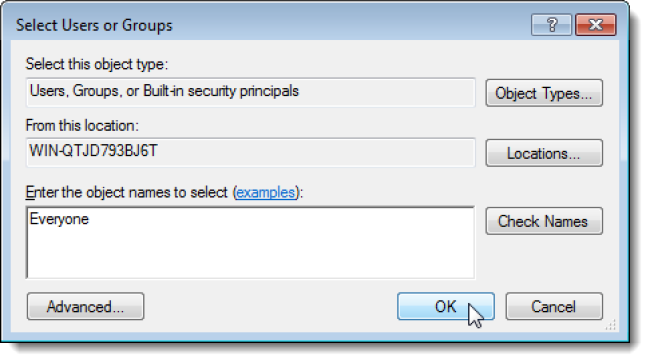 Select Users or Groups
?
Select this object type:
Users, Groups, or Built-in security principals
Object Types...
From this location:
WIN-QTJD793BJ6T
Locations...
Enter the object names to select (examples):
Everyone
Check Names
Advanced...
OK
Cancel